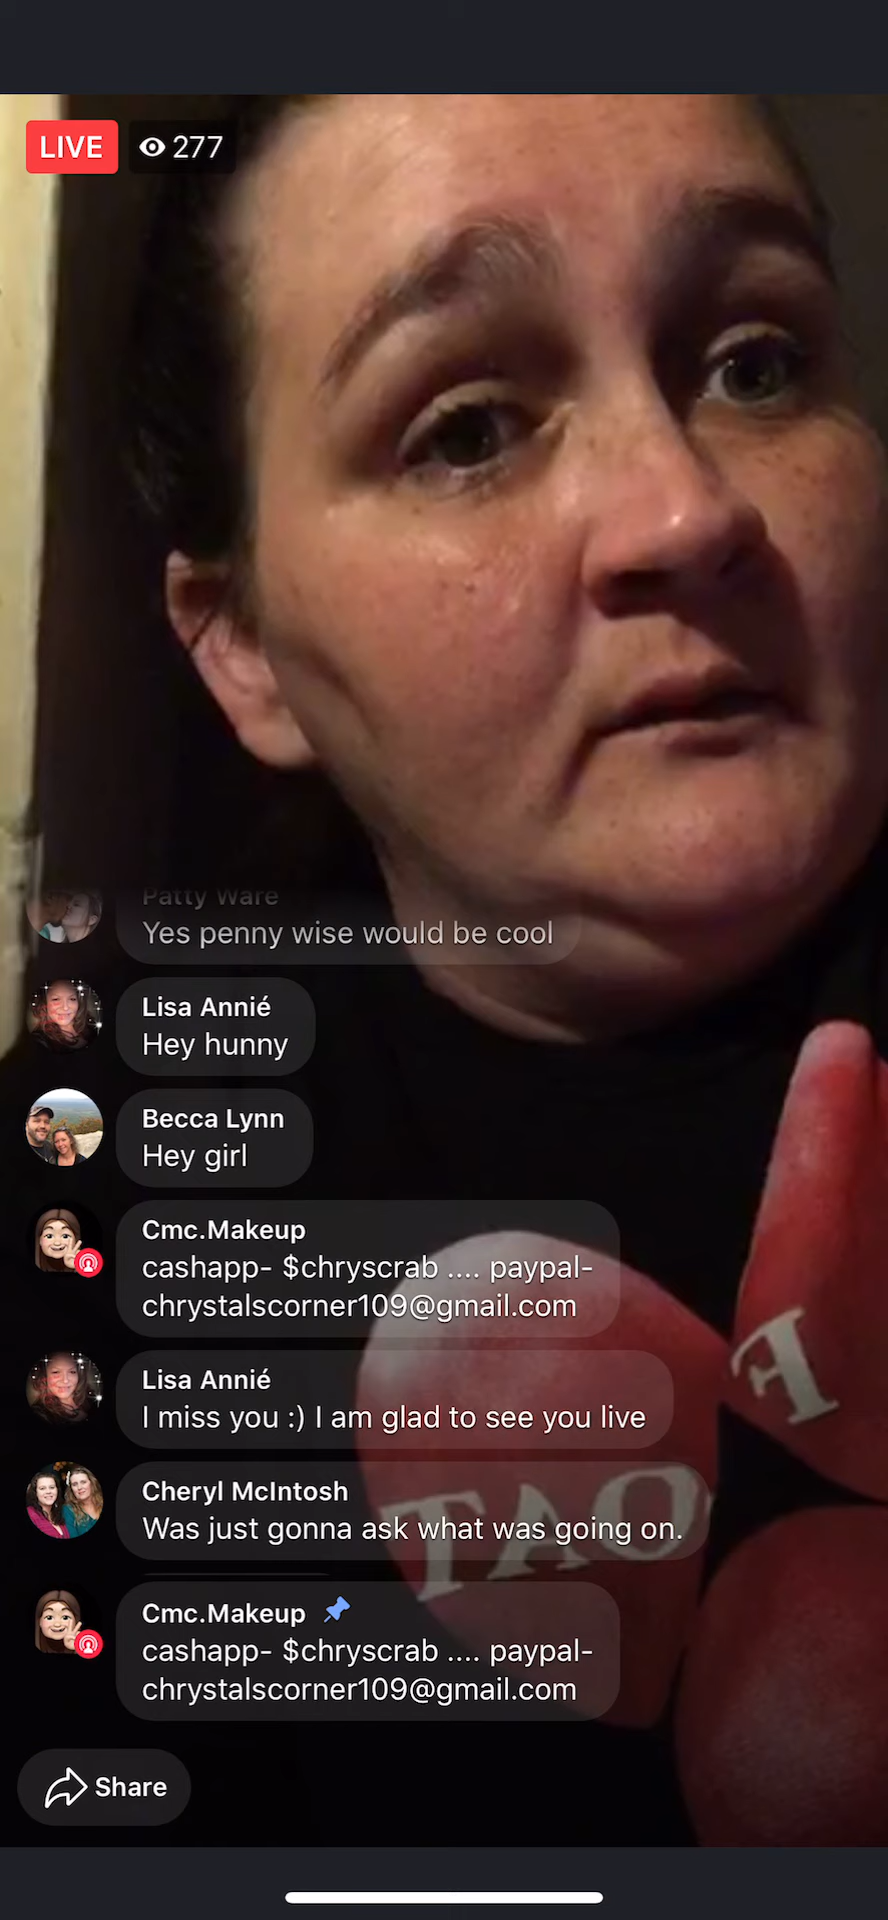 LIVE 277
Patty Ware
Yes penny wise would be cool
Lisa Annié
Hey hunny
Becca Lynn
Hey girl
Cmc.Makeup
cashapp- $chryscrab .... paypal-
chrystalscorner109@gmail.com
Lisa Annié
I miss you :) I am glad to see you live
Cheryl McIntosh
Was just gonna ask what was going on.
Cmc.Makeup
cashapp- $chryscrab .... paypal-
chrystalscorner109@gmail.com
Share